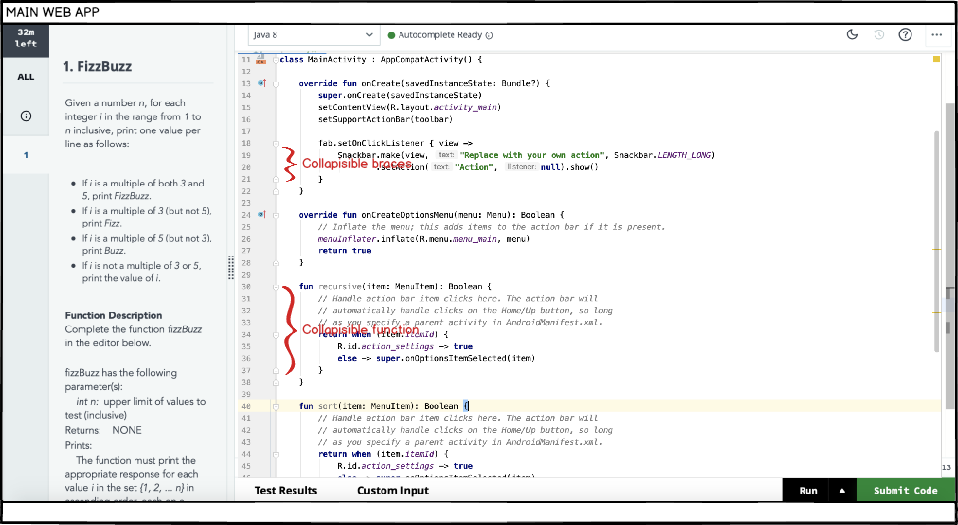 MAIN WEB APP
32m
left
ALL
1
1. FizzBuzz
Given a number n, for each
integer i in the range from 1 to
n inclusive, print one value per
line as follows:
If i is a multiple of both 3 and
5, print FizzBuzz.
If i is a multiple of 3 (but not 5),
print Fizz.
If i is a multiple of 5 (but not 3),
print Buzz.
If i is not a multiple of 3 or 5,
print the value of i.
Function Description
Complete the function fizzBuzz
in the editor below.
fizzBuzz has the following
parameter(s):
int n: upper limit of values to
test (inclusive)
Returns NONE
Prints:
The function must print the
appropriate response for each
value i in the set {1, 2, ... n} in
Java 8
Autocomplete Ready
11 class MainActivity : AppCompatActivity() {
12
13 override fun onCreate(savedInstanceState: Bundle?) {
14 super.onCreate(savedInstanceState)
15 setContentView(R.layout.activity_main)
16 setSupportActionBar(toolbar)
17
18 fab.setOnClickListener { view ->
19 Snackbar.make(view, text: "Replace with your own action", Snackbar.LENGTH_LONG)
Collapisible braces
20 text: "Action", listener: null).show()
21 }
22 }
23
24 override fun onCreateOptionsMenu(menu: Menu): Boolean {
25 // Inflate the menu; this adds items to the action bar if it is present.
26 menuInflater.inflate(R.menu.menu_main, menu)
27 return true
28 }
29
30 fun recursive(item: MenuItem): Boolean {
31 // Handle action bar item clicks here. The action bar will
32 // automatically handle clicks on the Home/Up button, so long
33 // as you specify a parent activity in AndroidManifest.xml.
Collapisible function
34 return when (item.itemId) {
35 R.id.action_settings -> true
36 else -> super.onOptionsItemSelected(item)
37 }
38 }
39
40 fun sort(item: MenuItem): Boolean {
41 // Handle action bar item clicks here. The action bar will
42 // automatically handle clicks on the Home/Up button, so long
43 // as you specify a parent activity in AndroidManifest.xml.
44 return when (item.itemId) {
45 R.id.action_settings -> true
13
Test Results
Custom Input
Run
Submit Code